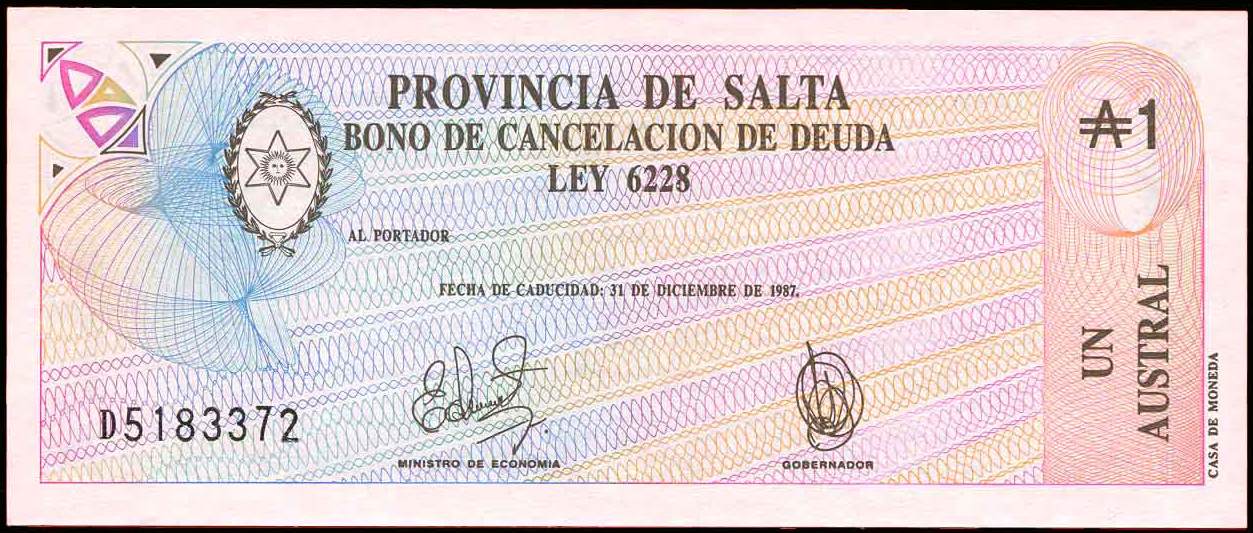 PROVINCIA DE SALTA
BONO DE CANCELACION DE DEUDA
LEY 6228
₳1
AL PORTADOR
FECHA DE CADUCIDAD: 31 DE DICIEMBRE DE 1987.
UN
AUSTRAL
D5183372
MINISTRO DE ECONOMIA
GOBERNADOR
CASA DE MONEDA